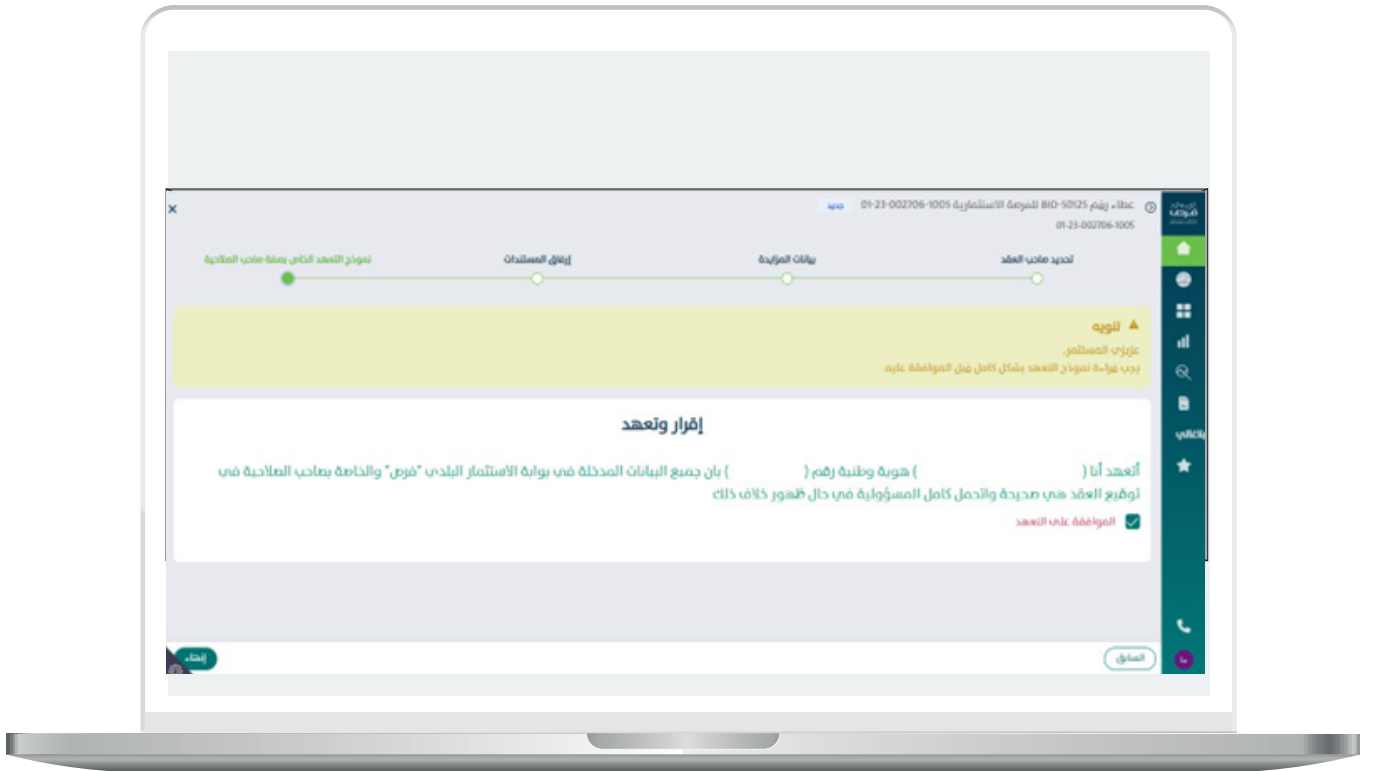 فرص
عطاء رقم BID-50125 للفرصة الاستثمارية 1005-002706-23-01 جديد
01-23-002706-1005
تحديد صاحب العقد
بيانات المزايدة
إرفاق المستندات
نموذج التعهد الخاص بصفة صاحب الصلاحية
تنويه
عزيزي المستثمر,
يجب قراءة نموذج التعهد بشكل كامل قبل الموافقة عليه.
إقرار وتعهد
أتعهد أنا ( ) هوية وطنية رقم ( ) بان جميع البيانات المدخلة في بوابة الاستثمار البلدي "فرص" والخاصة بصاحب الصلاحية في
توقيع العقد هي صحيحة واتحمل كامل المسؤولية في حال ظهور خلاف ذلك
الموافقة على التعهد
السابق
إنهاء